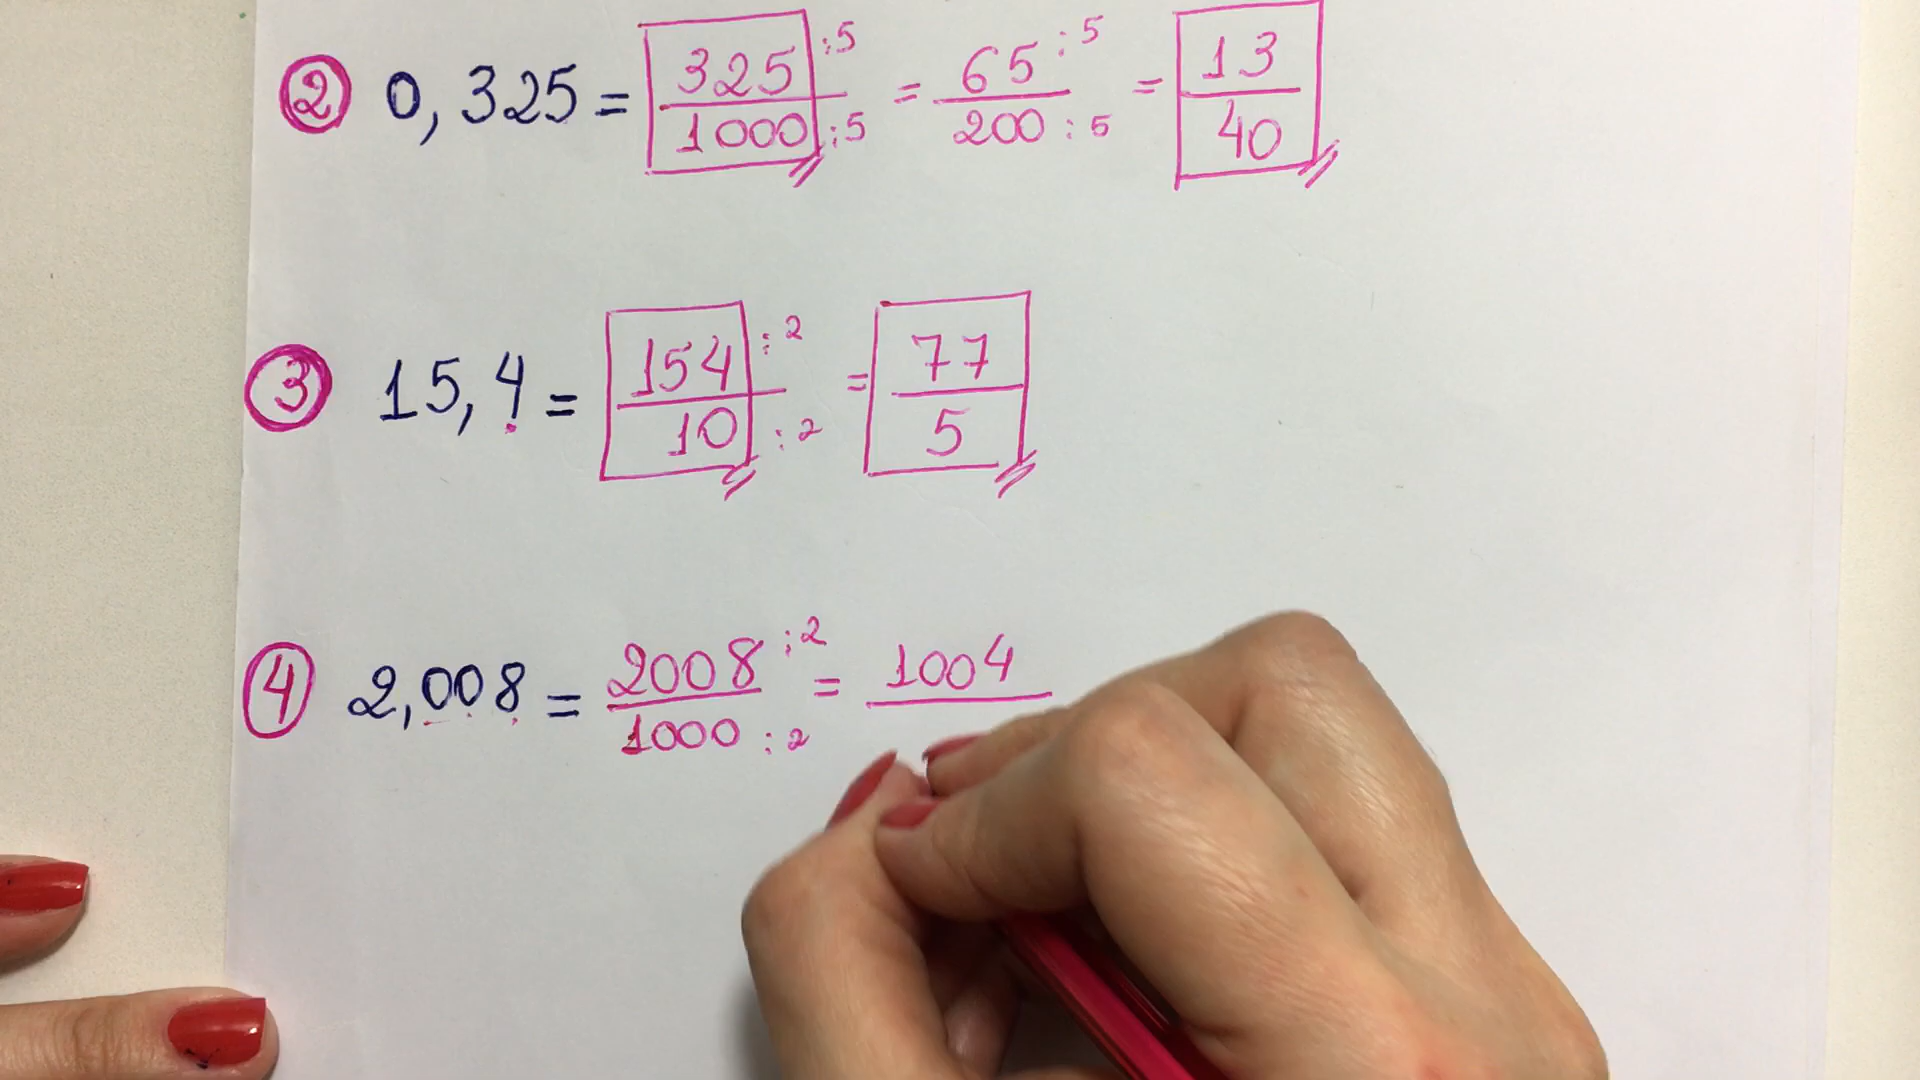 ② 0,325 = 325/1000 :5/:5 = 65/200 :5/:5 = 13/40
③ 15,4 = 154/10 :2/:2 = 77/5
④ 2,008 = 2008/1000 :2/:2 = 1004